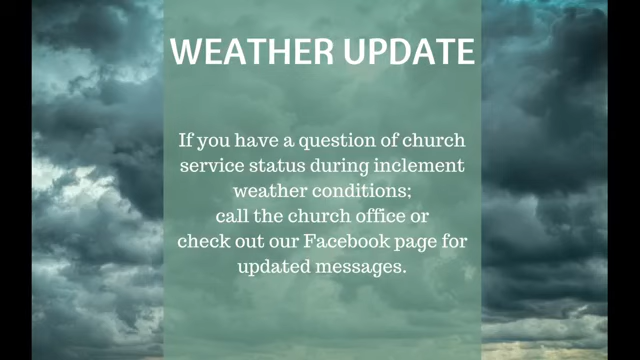 WEATHER UPDATE
If you have a question of church
service status during inclement
weather conditions;
call the church office or
check out our Facebook page for
updated messages.